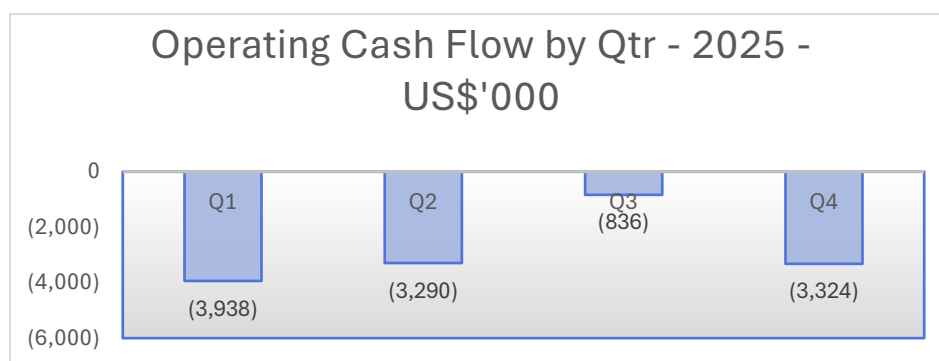 Operating Cash Flow by Qtr - 2025 -
US$'000
0
Q1 Q2 Q3 Q4
(2,000)
(836)
(4,000)
(3,938) (3,290) (3,324)
(6,000)